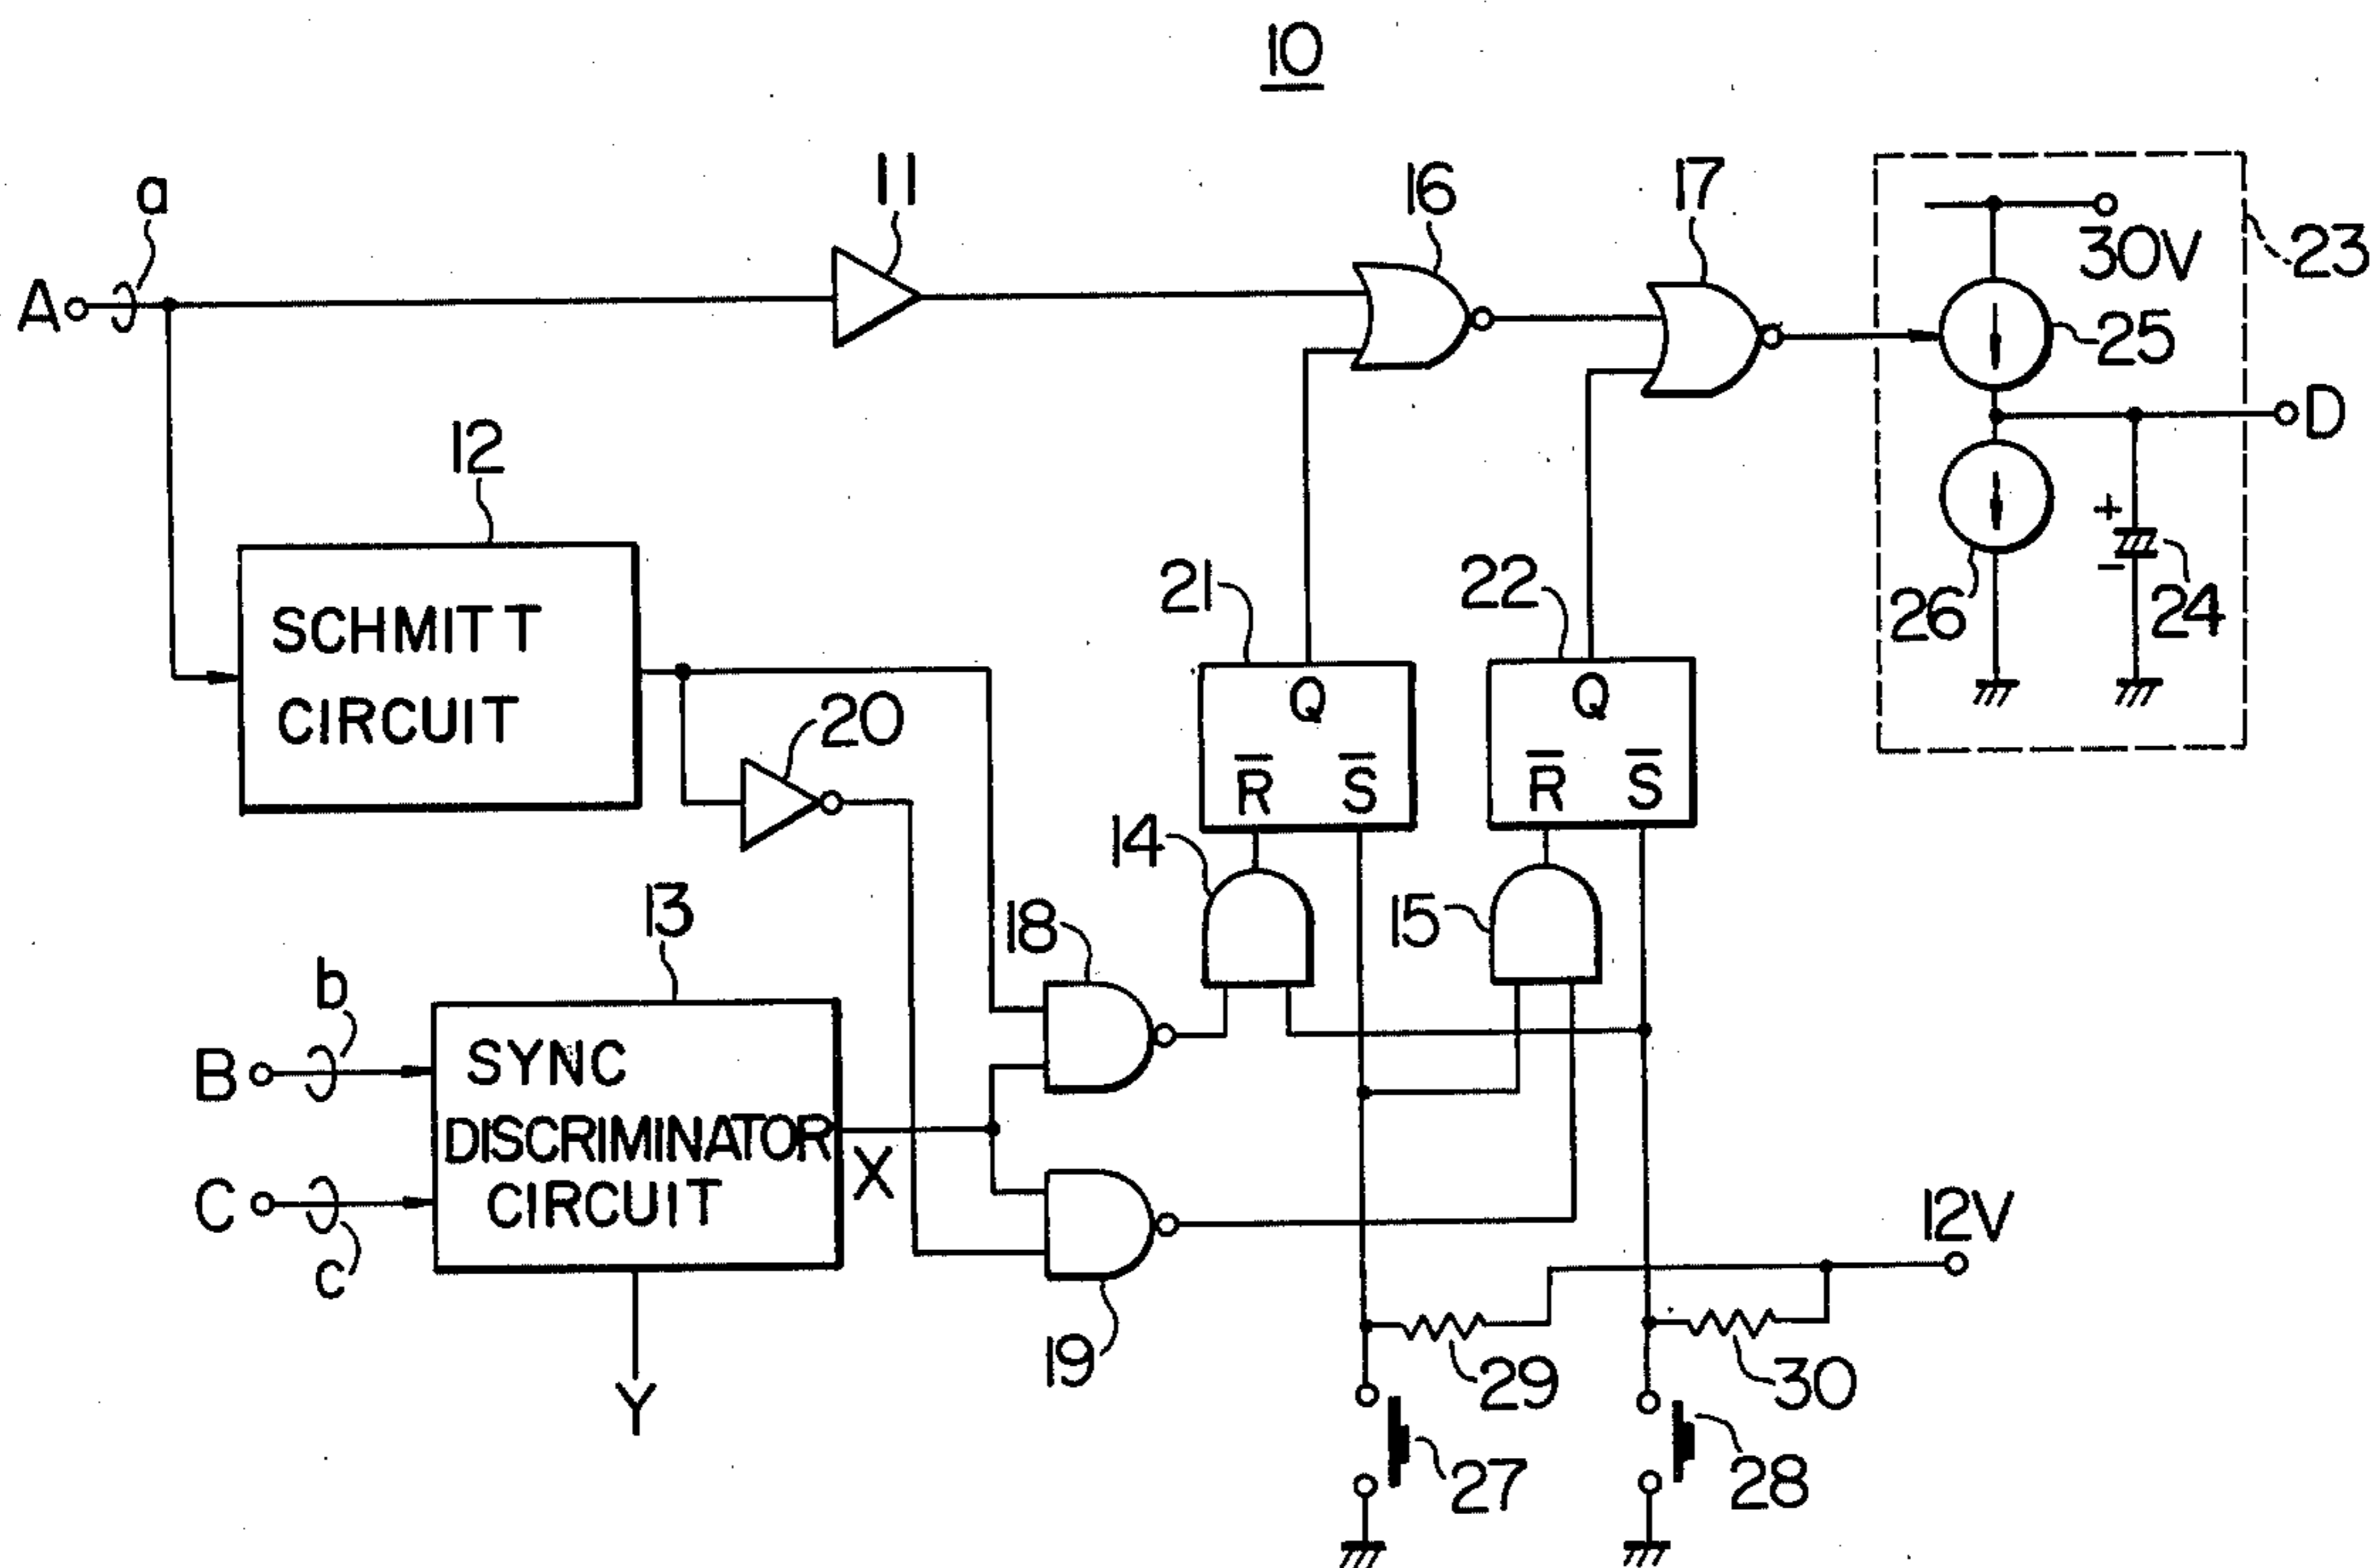 10
a
11
16
17
A
30V
23
25
D
12
SCHMITT
CIRCUIT
+
-
26
24
21
22
20
Q
R̅ S̅
Q
R̅ S̅
14
15
13
18
b
B
SYNC
DISCRIMINATOR
CIRCUIT
X
C
c
12V
19
29
30
Y
27
28